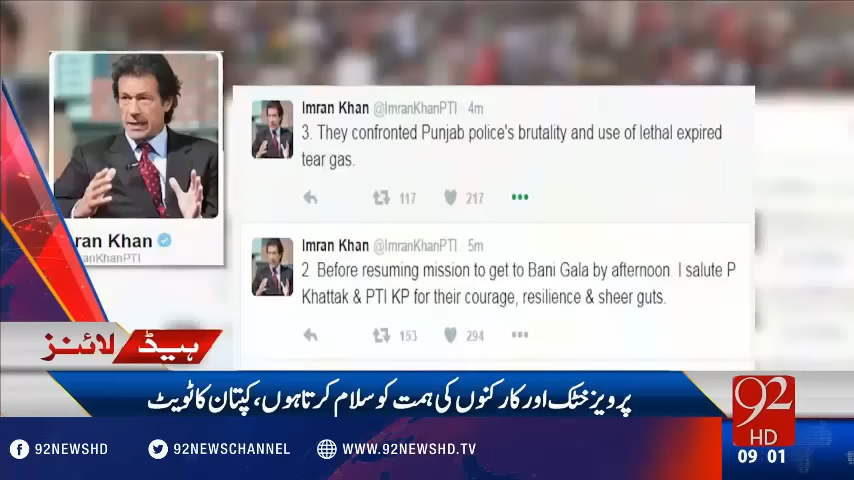 Imran Khan @ImranKhanPTI 4m
3. They confronted Punjab police's brutality and use of lethal expired
tear gas.
117 217
ran Khan
kanKhanPTI
Imran Khan @ImranKhanPTI 5m
2. Before resuming mission to get to Bani Gala by afternoon. I salute P
Khattak & PTI KP for their courage, resilience & sheer guts.
153 294
ہیڈ لائنز
پرویز خٹک اور کارکنوں کی ہمت کو سلام کرتا ہوں، کپتان کا ٹویٹ
92
HD
92NEWSHD 92NEWSCHANNEL WWW.92NEWSHD.TV
09 01